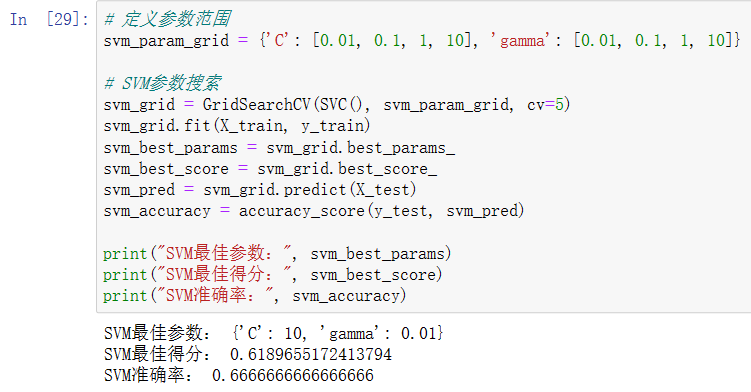 In [29]:
# 定义参数范围
svm_param_grid = {'C': [0.01, 0.1, 1, 10], 'gamma': [0.01, 0.1, 1, 10]}
# SVM参数搜索
svm_grid = GridSearchCV(SVC(), svm_param_grid, cv=5)
svm_grid.fit(X_train, y_train)
svm_best_params = svm_grid.best_params_
svm_best_score = svm_grid.best_score_
svm_pred = svm_grid.predict(X_test)
svm_accuracy = accuracy_score(y_test, svm_pred)
print("SVM最佳参数：", svm_best_params)
print("SVM最佳得分：", svm_best_score)
print("SVM准确率：", svm_accuracy)
SVM最佳参数： {'C': 10, 'gamma': 0.01}
SVM最佳得分： 0.6189655172413794
SVM准确率： 0.6666666666666666